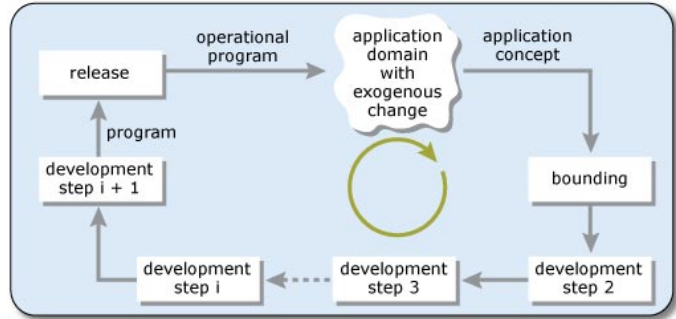 operational
program
application
domain
with
exogenous
change
application
concept
release
program
development
step i + 1
bounding
development
step i
development
step 3
development
step 2